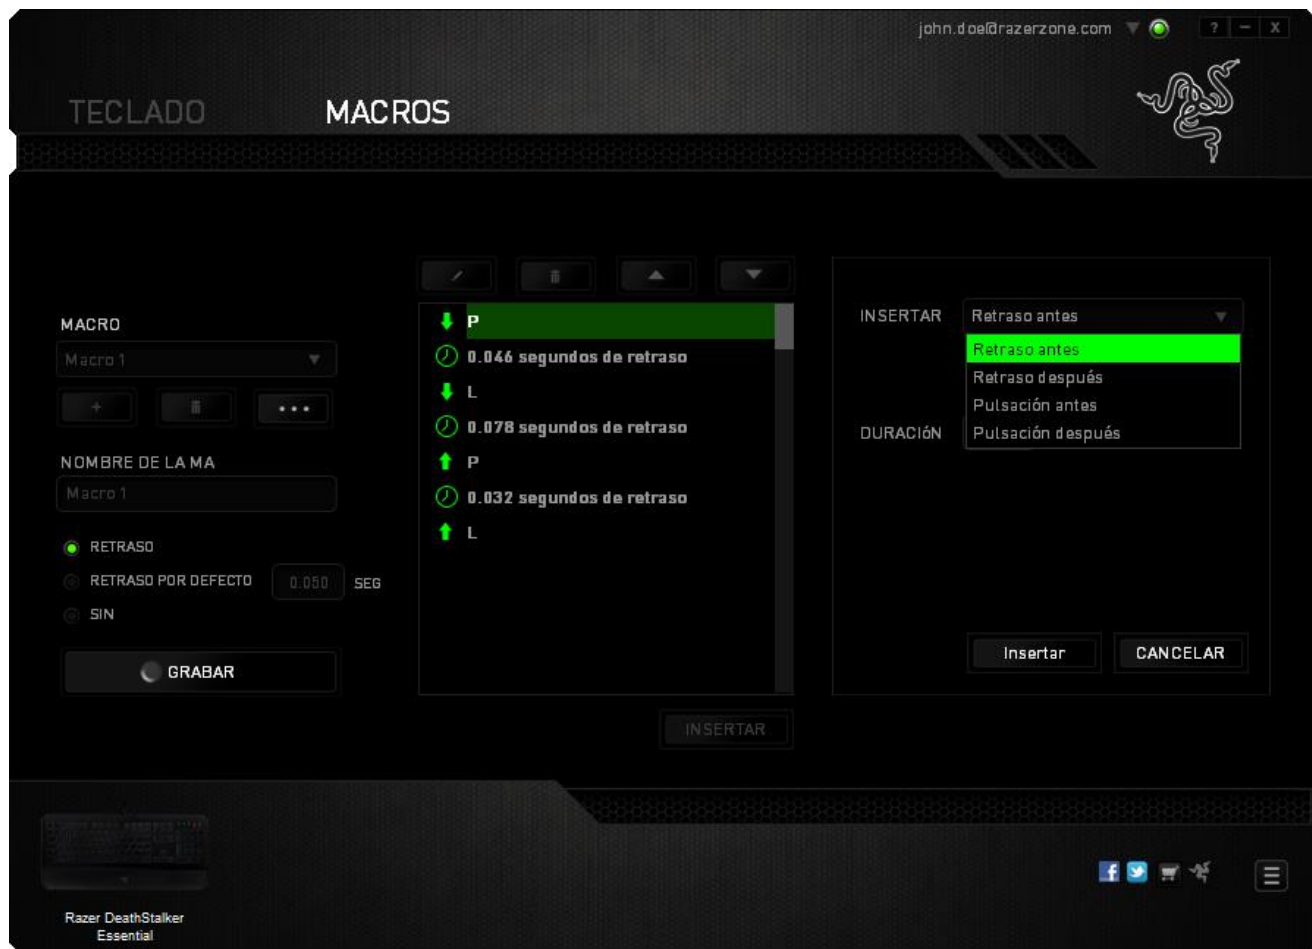 john.doe@razerzone.com
? – X
TECLADO
MACROS
MACRO
Macro 1
+
...
NOMBRE DE LA MA
Macro 1
RETRASO
RETRASO POR DEFECTO 0.050 SEG
SIN
GRABAR
P
0.046 segundos de retraso
L
0.078 segundos de retraso
P
0.032 segundos de retraso
L
INSERTAR
INSERTAR Retraso antes
Retraso antes
Retraso después
Pulsación antes
Pulsación después
DURACIóN
Insertar
CANCELAR
Razer DeathStalker
Essential